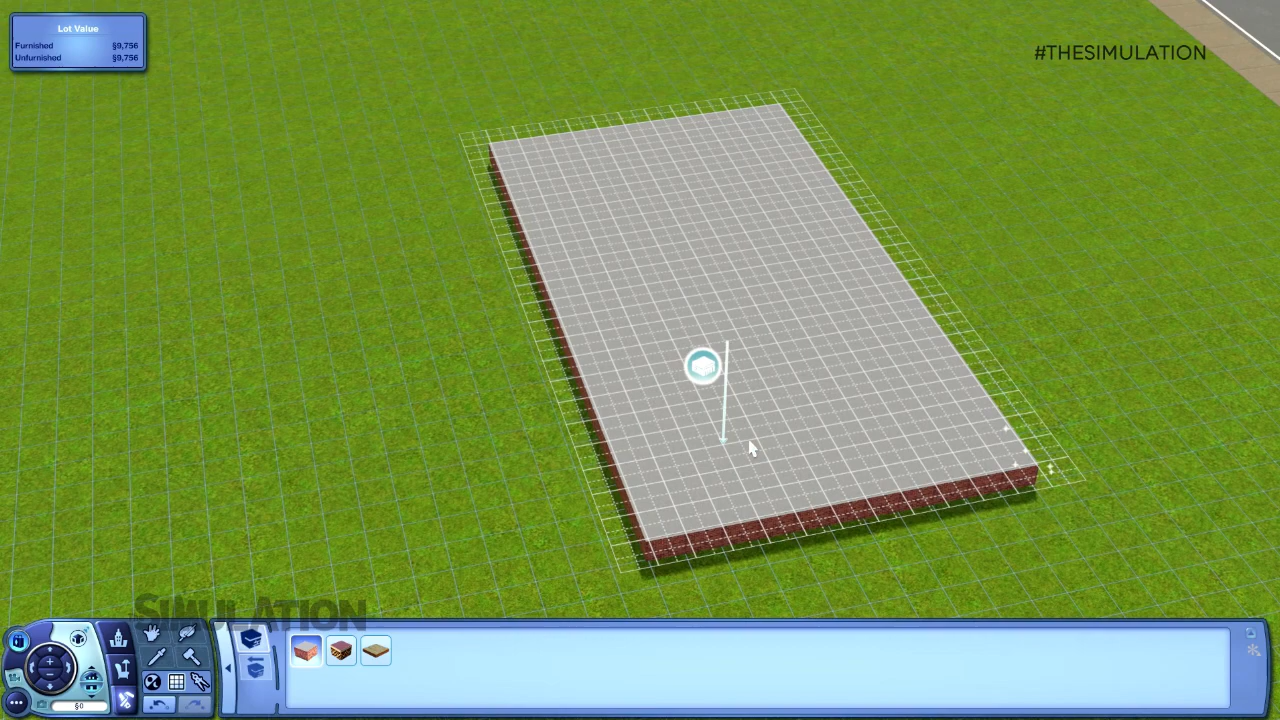 Lot Value
Furnished §9,756
Unfurnished §9,756
#THESIMULATION
SIMULATION
§0